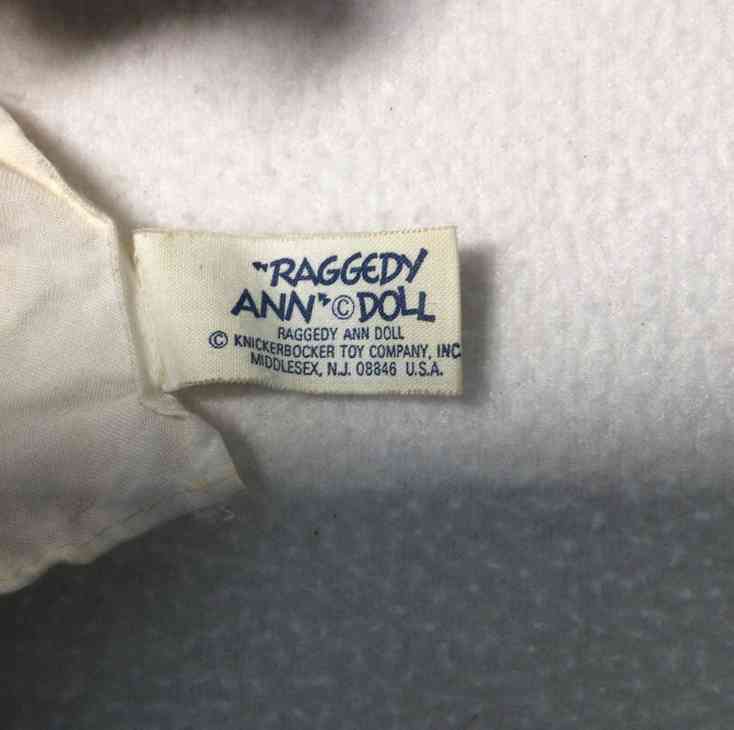 "RAGGEDY
ANN"© DOLL
RAGGEDY ANN DOLL
© KNICKERBOCKER TOY COMPANY, INC
MIDDLESEX, N.J. 08846 U.S.A.